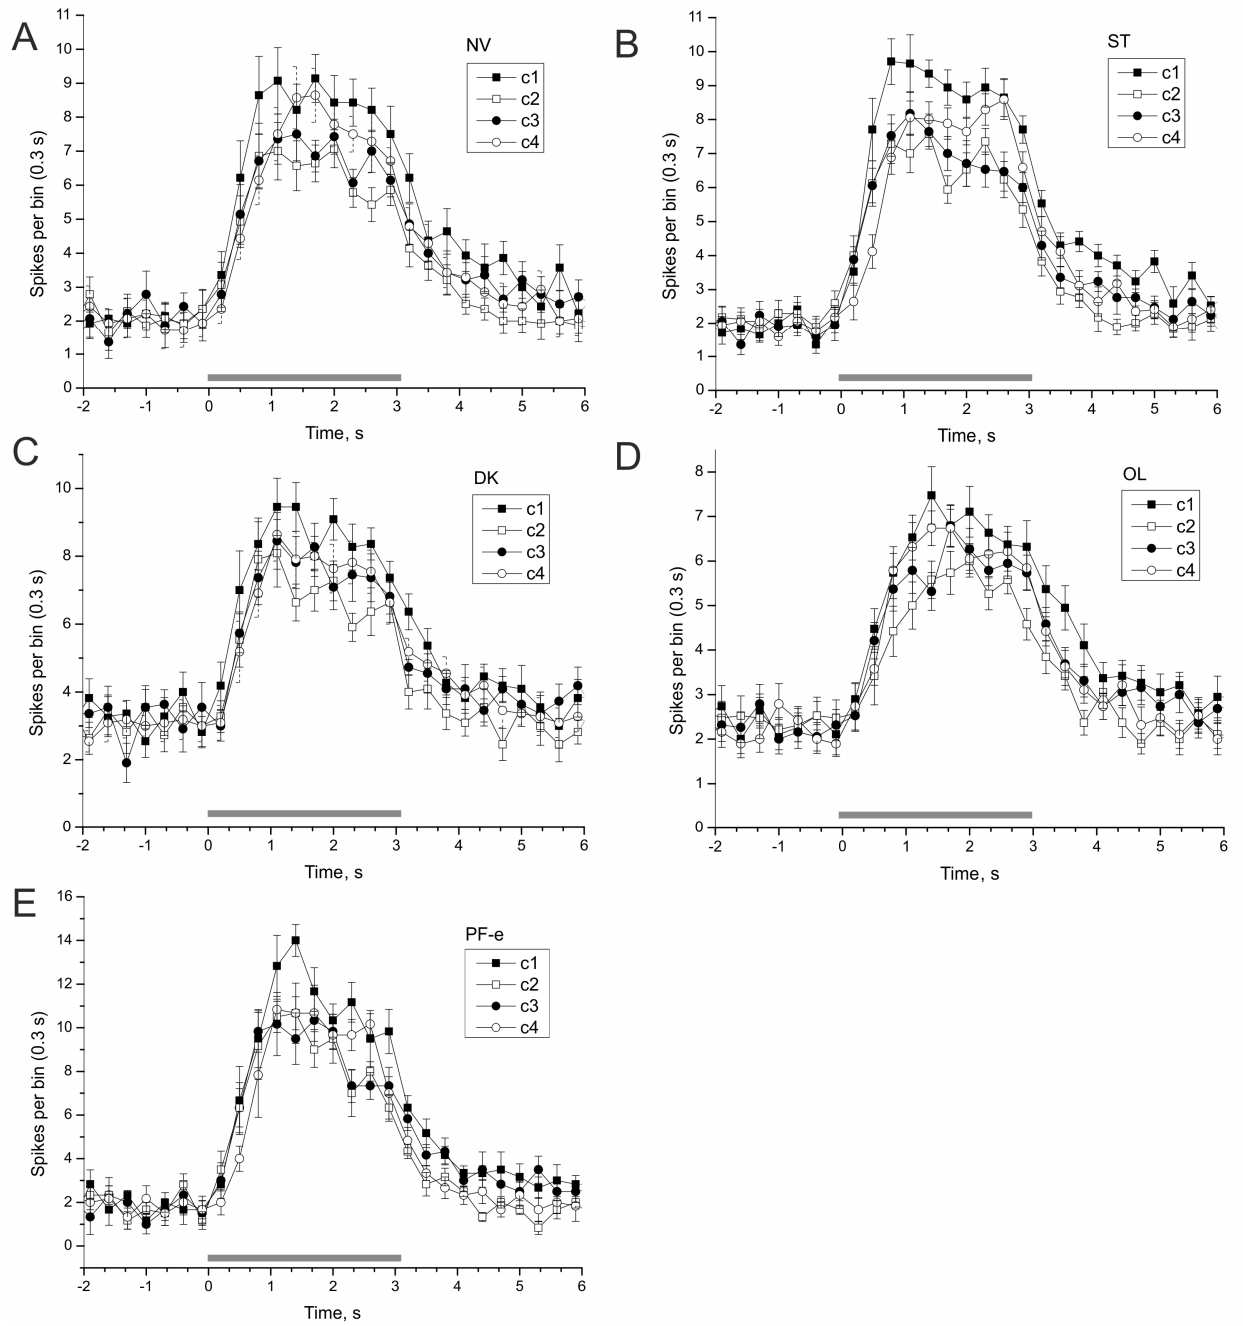 A
NV
c1
c2
c3
c4
Spikes per bin (0.3 s)
11
10
9
8
7
6
5
4
3
2
1
0
-2 -1 0 1 2 3 4 5 6
Time, s
B
ST
c1
c2
c3
c4
Spikes per bin (0.3 s)
11
10
9
8
7
6
5
4
3
2
1
0
-2 -1 0 1 2 3 4 5 6
Time, s
C
DK
c1
c2
c3
c4
Spikes per bin (0.3 s)
10
8
6
4
2
0
-2 -1 0 1 2 3 4 5 6
Time, s
D
OL
c1
c2
c3
c4
Spikes per bin (0.3 s)
8
7
6
5
4
3
2
1
0
-2 -1 0 1 2 3 4 5 6
Time, s
E
PF-e
c1
c2
c3
c4
Spikes per bin (0.3 s)
16
14
12
10
8
6
4
2
0
-2 -1 0 1 2 3 4 5 6
Time, s